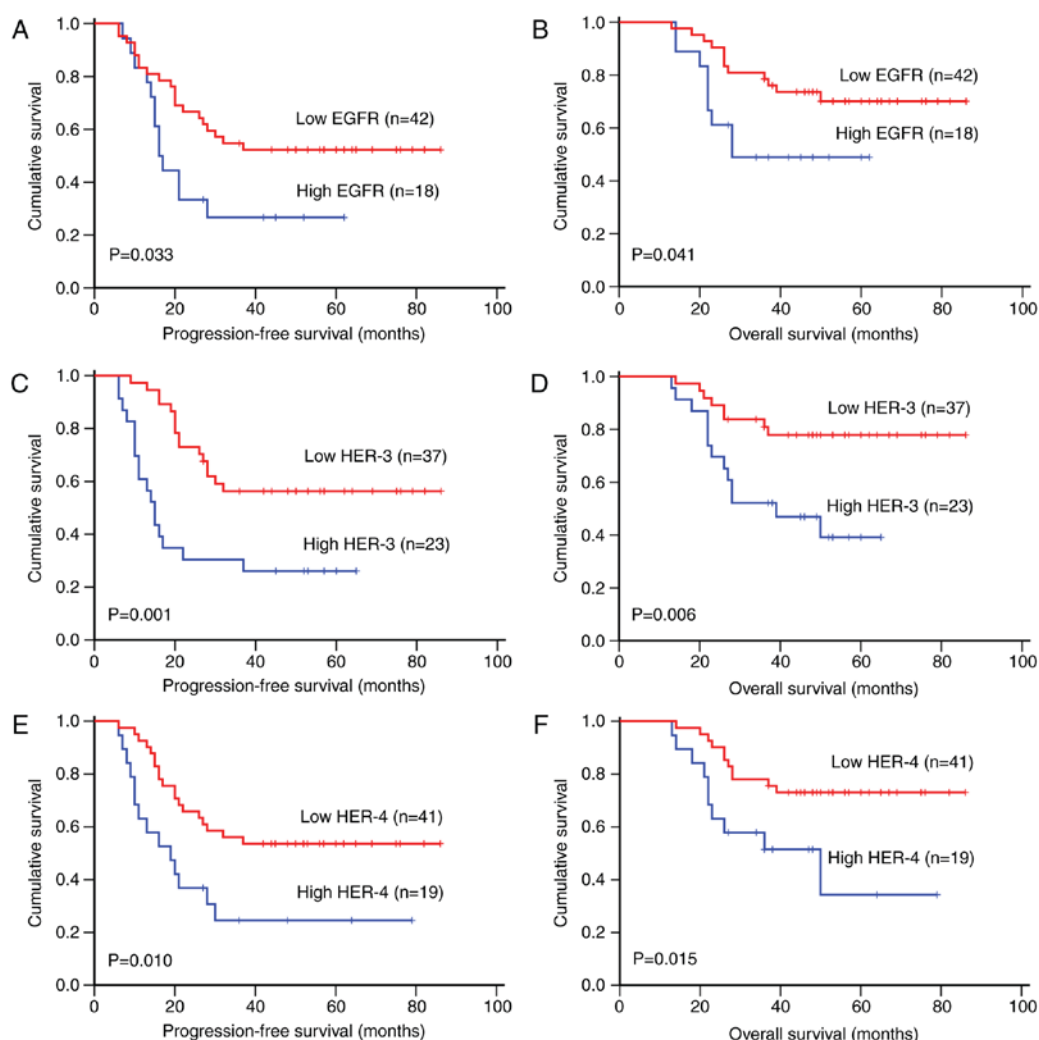 A
Cumulative survival
1.0
0.8
0.6
0.4
0.2
0.0
Low EGFR (n=42)
High EGFR (n=18)
P=0.033
0 20 40 60 80 100
Progression-free survival (months)
B
Cumulative survival
1.0
0.8
0.6
0.4
0.2
0.0
Low EGFR (n=42)
High EGFR (n=18)
P=0.041
0 20 40 60 80 100
Overall survival (months)
C
Cumulative survival
1.0
0.8
0.6
0.4
0.2
0.0
Low HER-3 (n=37)
High HER-3 (n=23)
P=0.001
0 20 40 60 80 100
Progression-free survival (months)
D
Cumulative survival
1.0
0.8
0.6
0.4
0.2
0.0
Low HER-3 (n=37)
High HER-3 (n=23)
P=0.006
0 20 40 60 80 100
Overall survival (months)
E
Cumulative survival
1.0
0.8
0.6
0.4
0.2
0.0
Low HER-4 (n=41)
High HER-4 (n=19)
P=0.010
0 20 40 60 80 100
Progression-free survival (months)
F
Cumulative survival
1.0
0.8
0.6
0.4
0.2
0.0
Low HER-4 (n=41)
High HER-4 (n=19)
P=0.015
0 20 40 60 80 100
Overall survival (months)